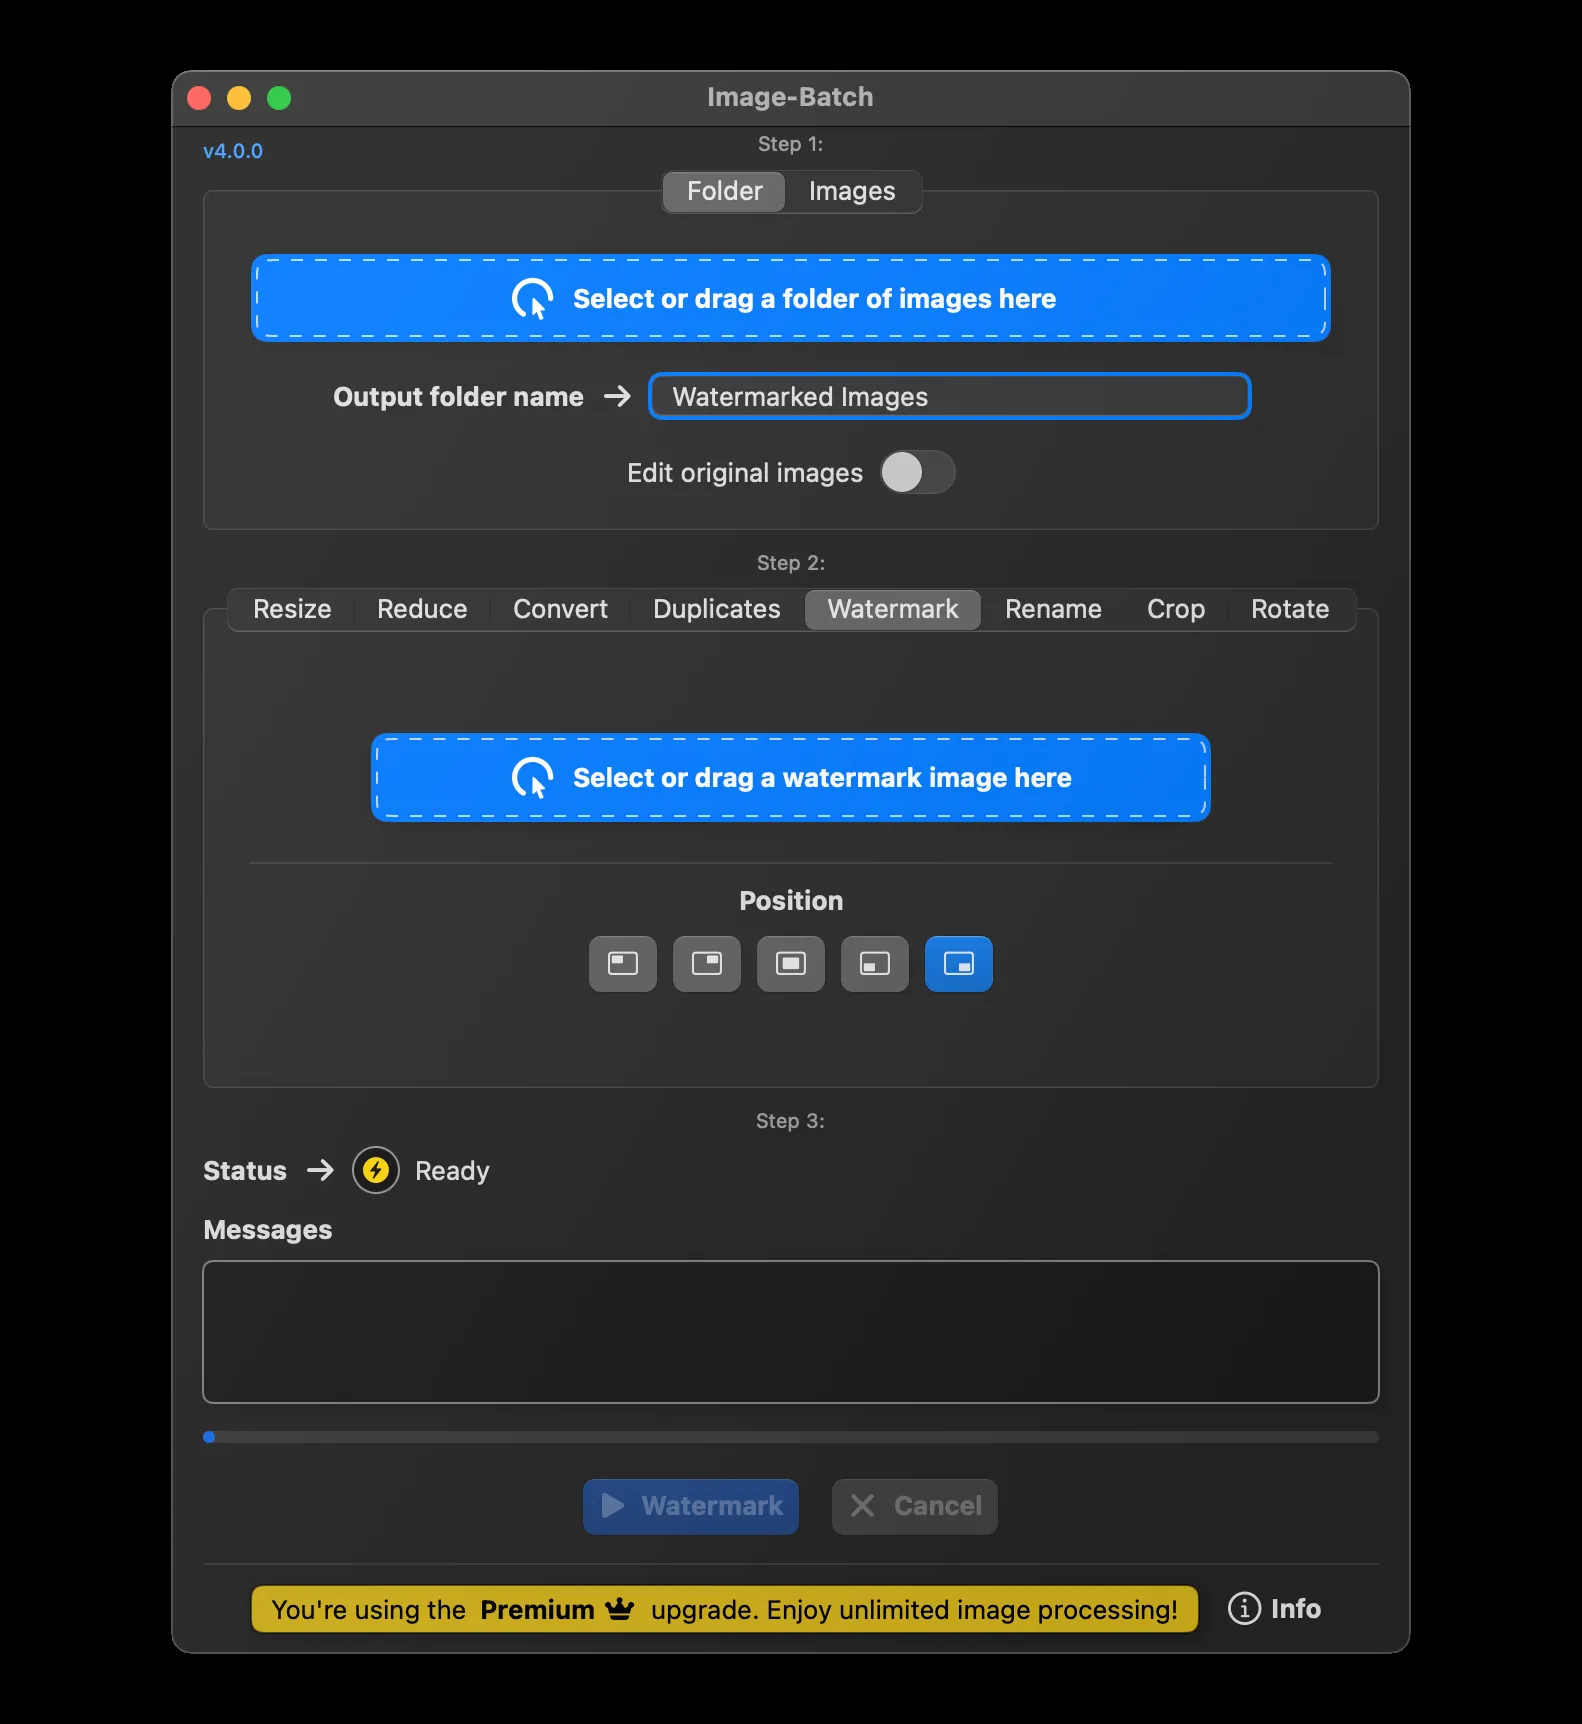 Image-Batch
v4.0.0
Step 1:
Folder Images
Select or drag a folder of images here
Output folder name → Watermarked Images
Edit original images
Step 2:
Resize Reduce Convert Duplicates Watermark Rename Crop Rotate
Select or drag a watermark image here
Position
Step 3:
Status → Ready
Messages
Watermark Cancel
You're using the Premium upgrade. Enjoy unlimited image processing! Info